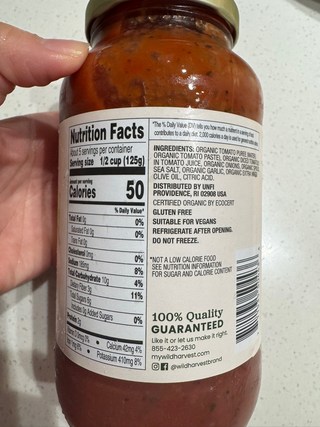 Nutrition Facts
About 5 servings per container
Serving size 1/2 cup (125g)
Amount per serving
Calories 50
% Daily Value*
Total Fat 0g 0%
Saturated Fat 0g 0%
Trans Fat 0g
Cholesterol 0mg 0%
Sodium 8%
Total Carbohydrate 10g 4%
Dietary Fiber 11%
Total Sugars
Includes 0g Added Sugars 0%
0%
Calcium 42mg 4%
Potassium 410mg 8%
*The % Daily Value (DV) tells you how much a nutrient in a serving of food
contributes to a daily diet. 2,000 calories a day is used for general nutrition advice.
INGREDIENTS: ORGANIC TOMATO PUREE (WATER,
ORGANIC TOMATO PASTE), ORGANIC DICED TOMATOES
IN TOMATO JUICE, ORGANIC ONIONS, ORGANIC
SEA SALT, ORGANIC GARLIC, ORGANIC EXTRA VIRGIN
OLIVE OIL, CITRIC ACID.
DISTRIBUTED BY UNFI
PROVIDENCE, RI 02908 USA
CERTIFIED ORGANIC BY ECOCERT
GLUTEN FREE
SUITABLE FOR VEGANS
REFRIGERATE AFTER OPENING.
DO NOT FREEZE.
*NOT A LOW CALORIE FOOD
SEE NUTRITION INFORMATION
FOR SUGAR AND CALORIE CONTENT
100% Quality
GUARANTEED
Like it or let us make it right.
855-423-2630
mywildharvest.com
@wildharvestbrand